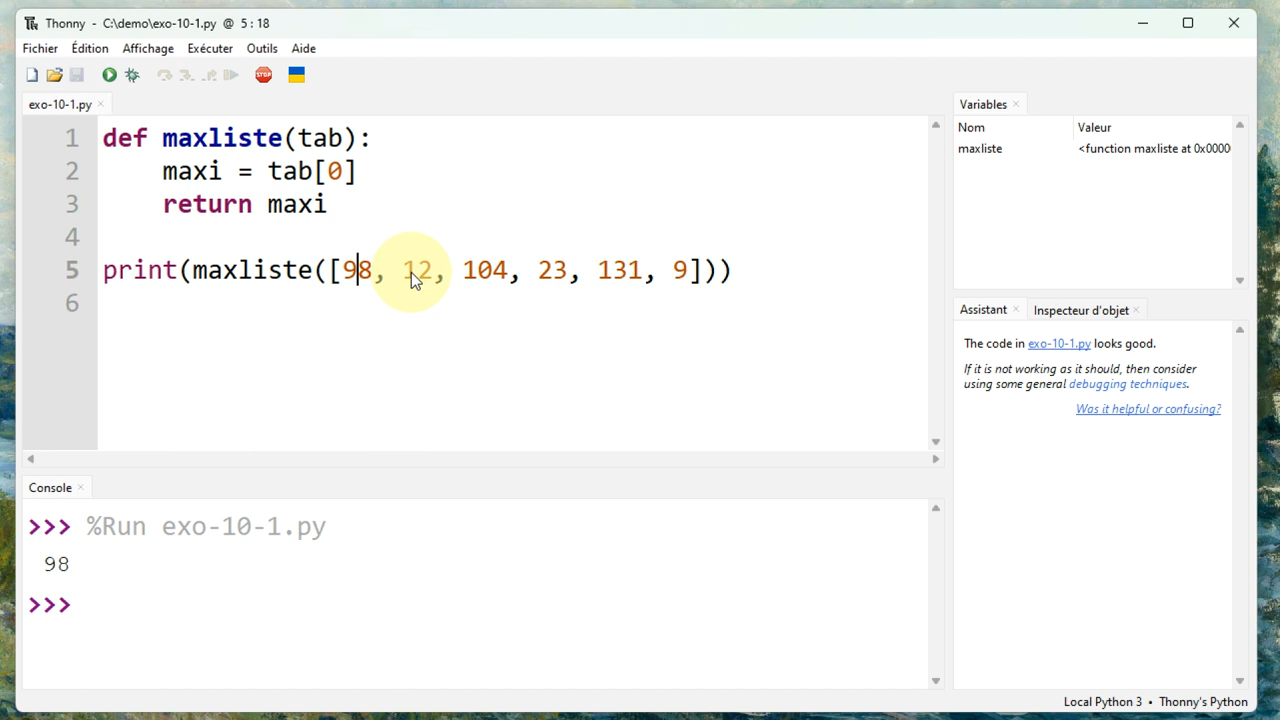 Thonny - C:\demo\exo-10-1.py @ 5 : 18
Fichier Édition Affichage Exécuter Outils Aide
STOP
exo-10-1.py
1 def maxliste(tab):
2 maxi = tab[0]
3 return maxi
4
5 print(maxliste([98, 12, 104, 23, 131, 9]))
6
Variables
Nom Valeur
maxliste <function maxliste at 0x0000
Assistant Inspecteur d'objet
The code in exo-10-1.py looks good.
If it is not working as it should, then consider
using some general debugging techniques.
Was it helpful or confusing?
Console
>>> %Run exo-10-1.py
98
>>>
Local Python 3 • Thonny's Python